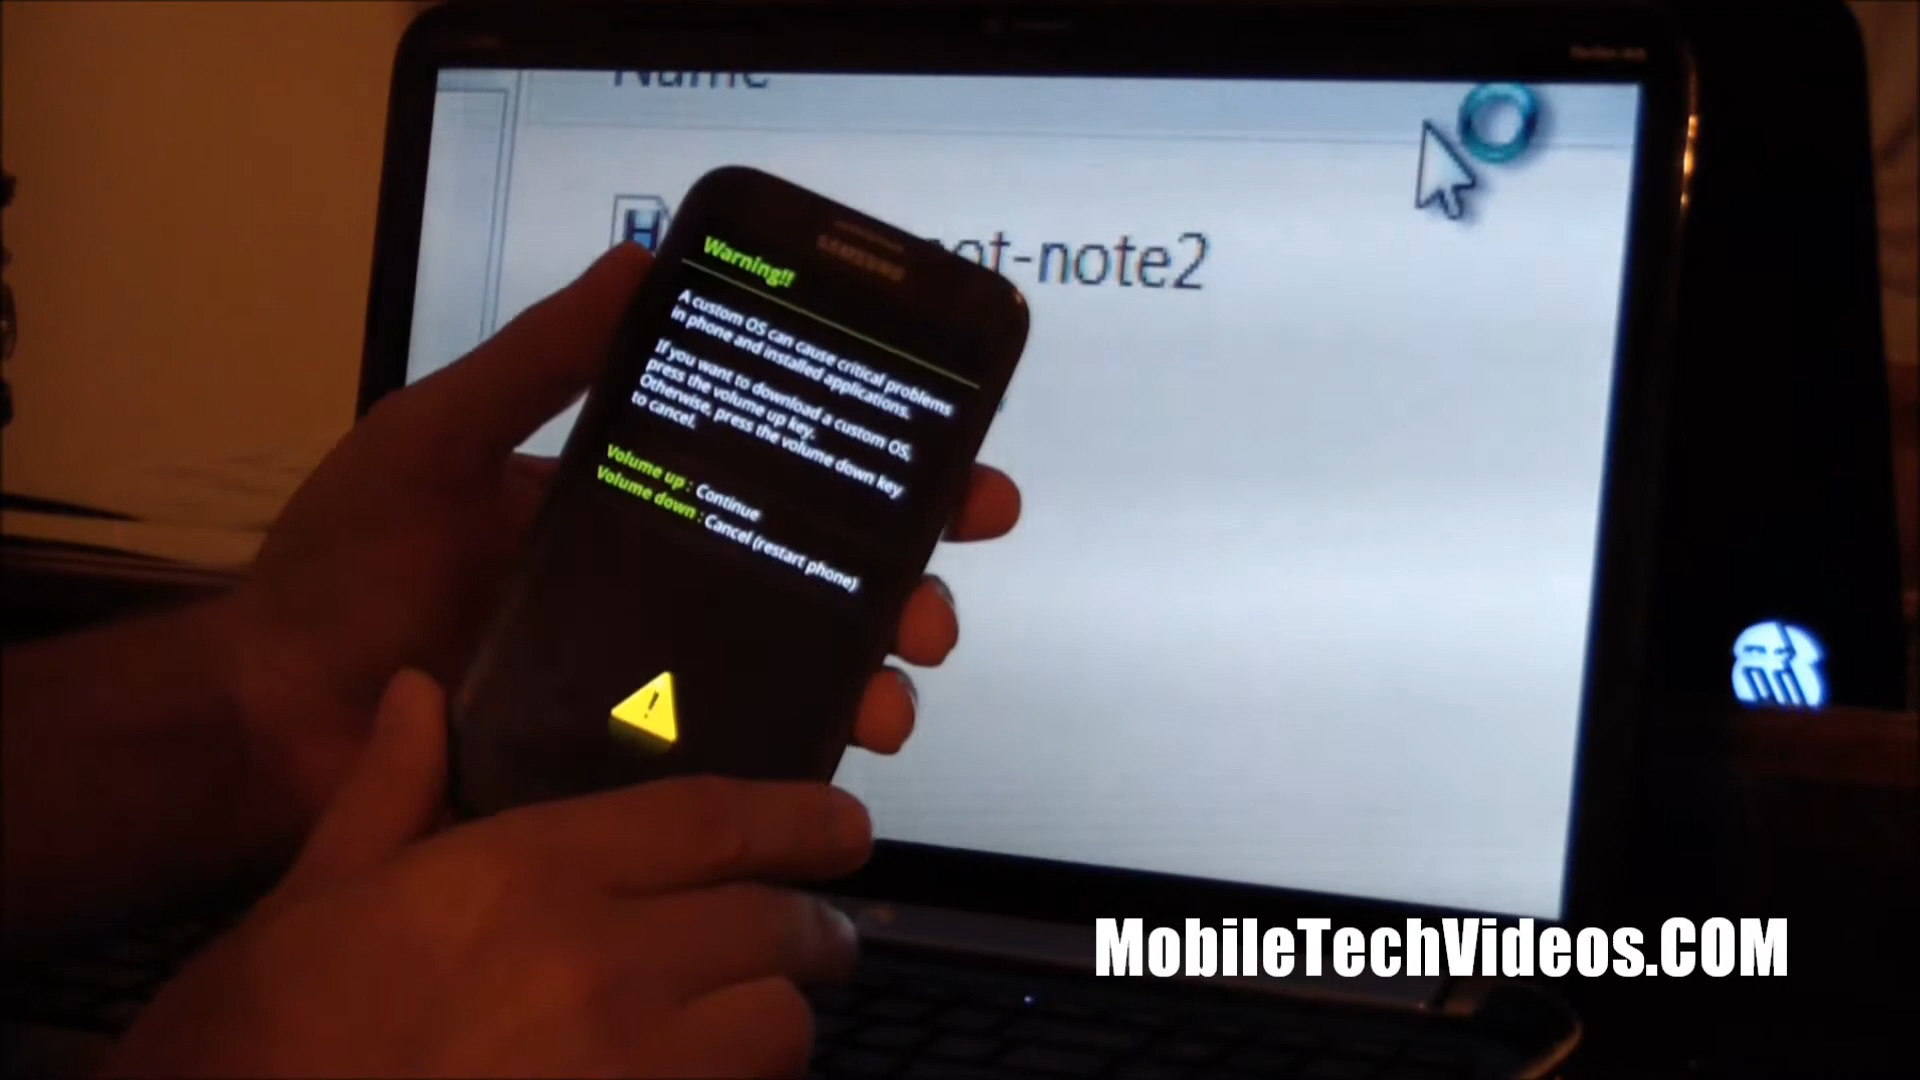 Name
ot-note2
SAMSUNG
Warning!!
A custom OS can cause critical problems
in phone and installed applications.
If you want to download a custom OS,
press the volume up key.
Otherwise, press the volume down key
to cancel.
Volume up : Continue
Volume down : Cancel (restart phone)
MobileTechVideos.COM